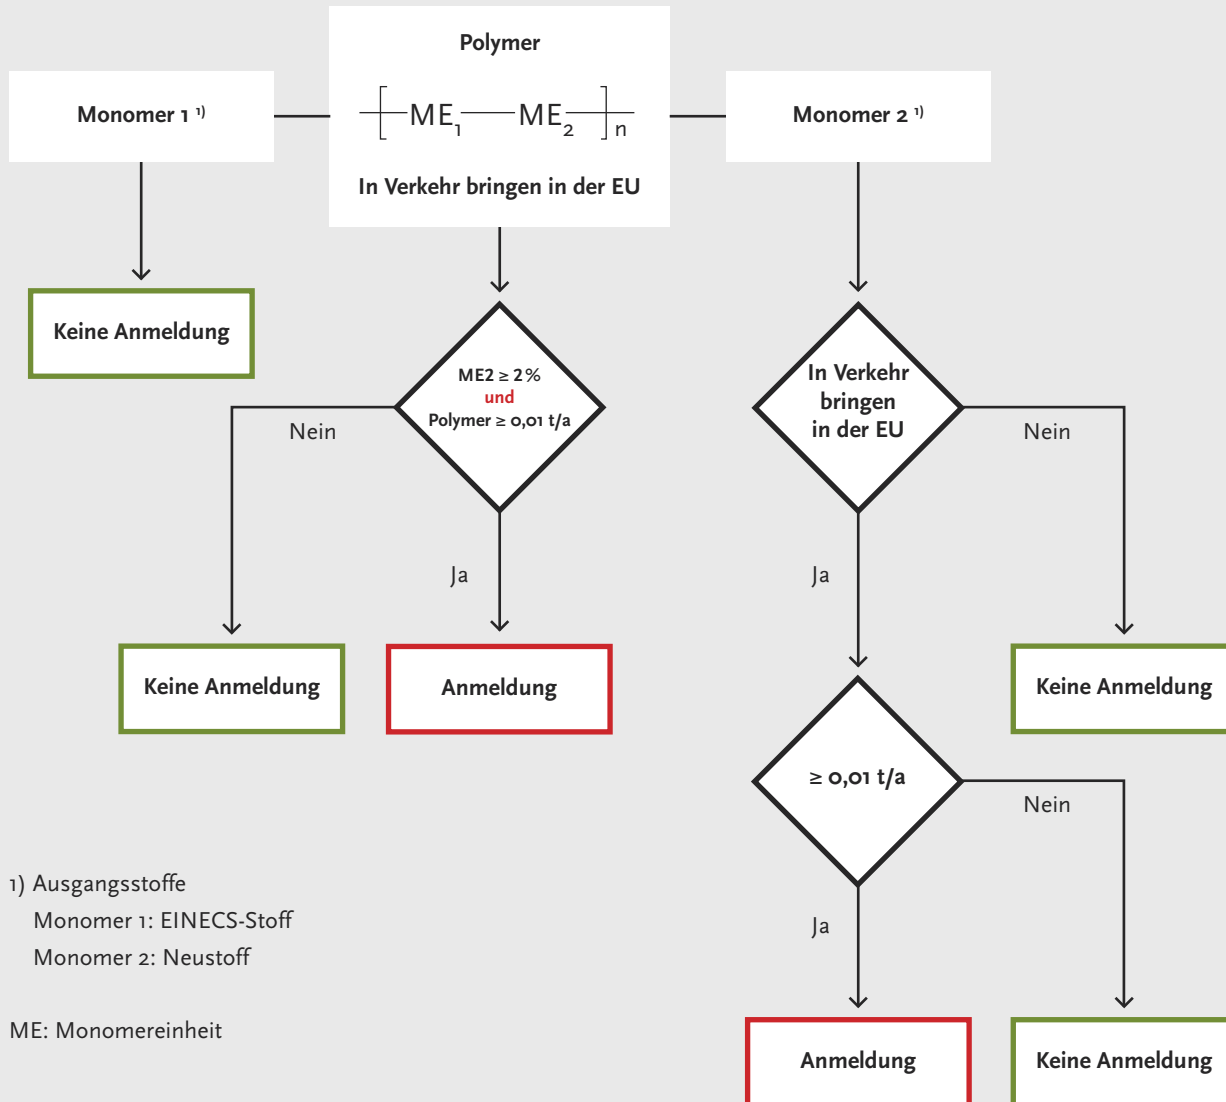 Polymer
Monomer 1 ¹⁾
[ ME₁ ME₂ ]n
Monomer 2 ¹⁾
In Verkehr bringen in der EU
Keine Anmeldung
ME2 ≥ 2 %
und
Polymer ≥ 0,01 t/a
Nein
Ja
Keine Anmeldung
Anmeldung
In Verkehr
bringen
in der EU
Nein
Ja
Keine Anmeldung
≥ 0,01 t/a
Nein
Ja
Anmeldung
Keine Anmeldung
1) Ausgangsstoffe
Monomer 1: EINECS-Stoff
Monomer 2: Neustoff
ME: Monomereinheit